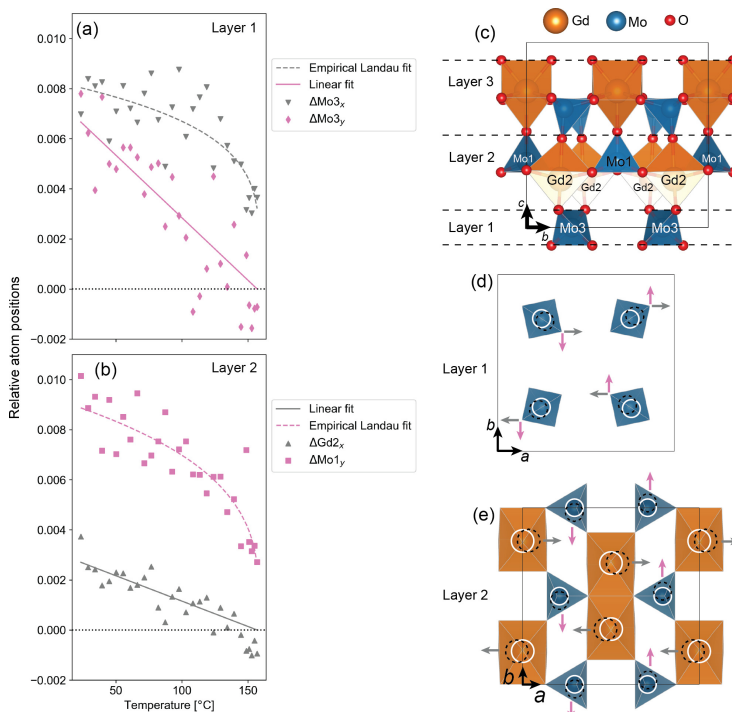 Gd Mo O
(a) Layer 1
0.010
0.008
0.006
0.004
0.002
0.000
−0.002
Empirical Landau fit
Linear fit
ΔMo3x
ΔMo3y
(b) Layer 2
0.010
0.008
0.006
0.004
0.002
0.000
−0.002
50 100 150
Temperature [°C]
Relative atom positions
Linear fit
Empirical Landau fit
ΔGd2x
ΔMo1y
(c)
Layer 3
Layer 2
Mo1 Mo1 Mo1
Gd2 Gd2 Gd2 Gd2
Layer 1
Mo3 Mo3
c
b
(d)
Layer 1
b
a
(e)
Layer 2
b
a